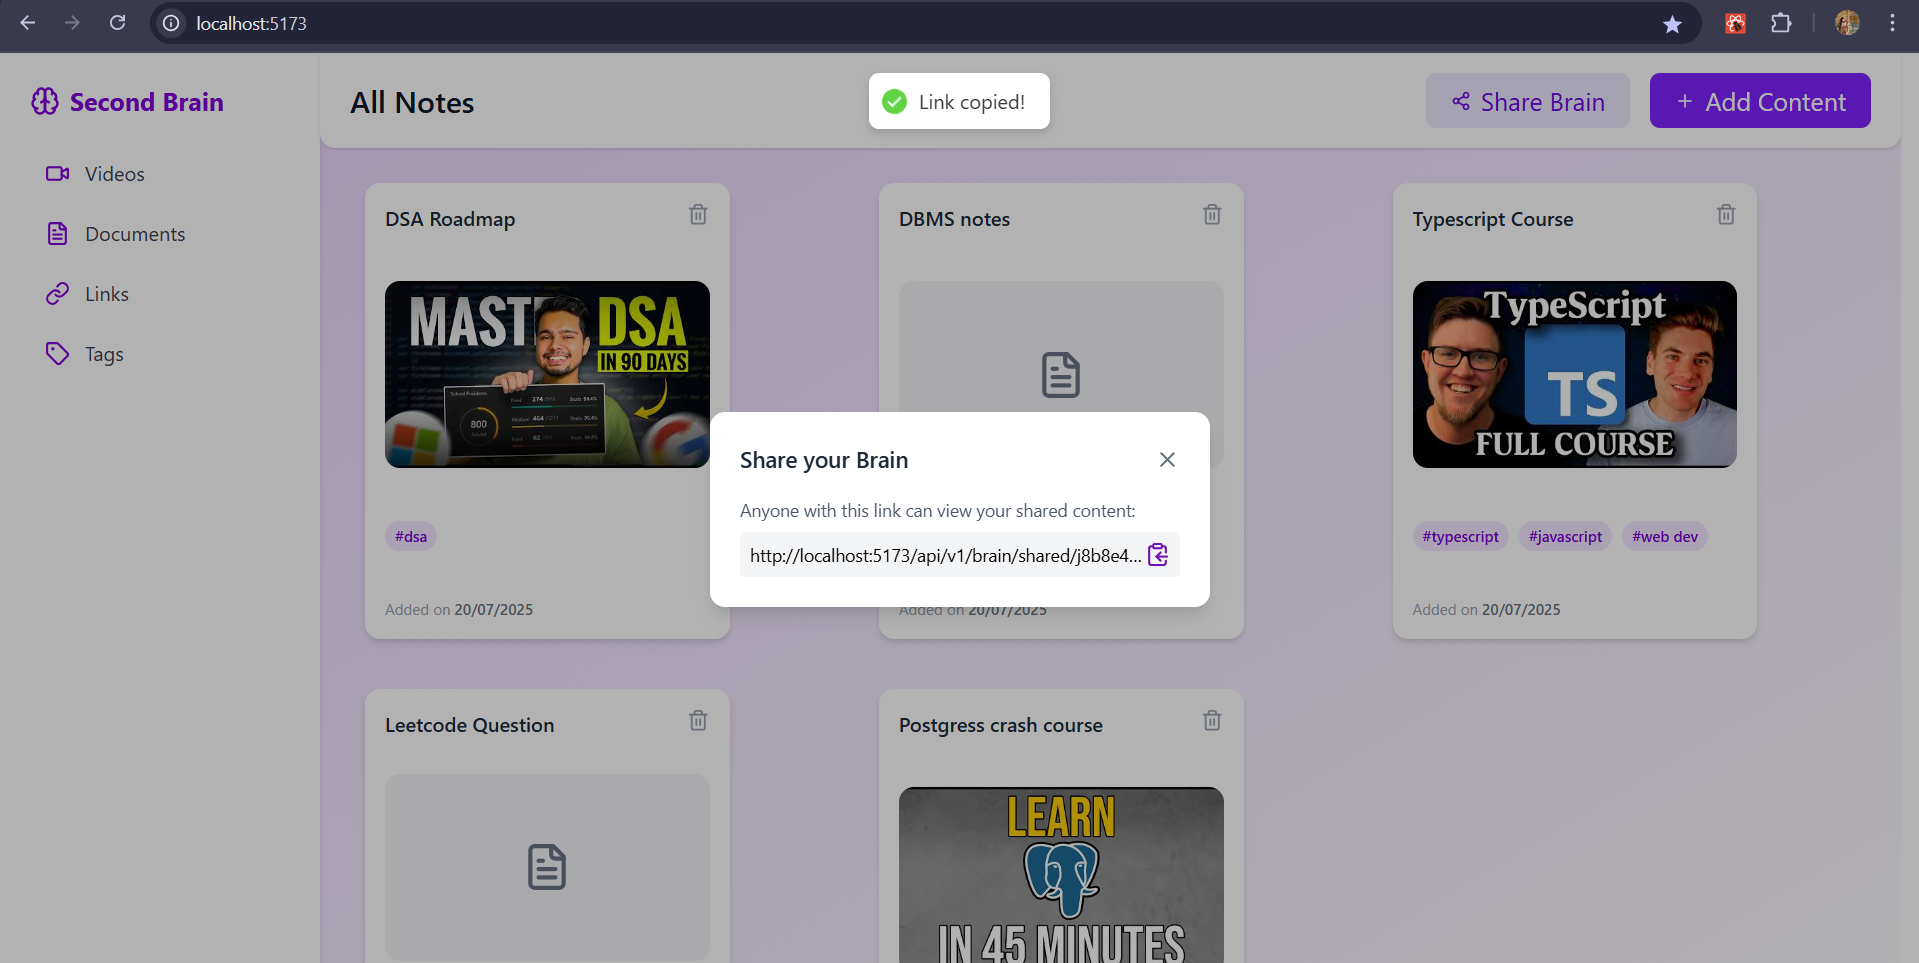 localhost:5173
Second Brain
Videos
Documents
Links
Tags
All Notes
Link copied!
Share Brain
+ Add Content
DSA Roadmap
MAST
DSA
IN 90 DAYS
274
464
62
800
#dsa
Added on 20/07/2025
DBMS notes
Added on 20/07/2025
Typescript Course
TypeScript
TS
FULL COURSE
#typescript #javascript #web dev
Added on 20/07/2025
Share your Brain
Anyone with this link can view your shared content:
http://localhost:5173/api/v1/brain/shared/j8b8e4...
Leetcode Question
Postgress crash course
LEARN
IN 45 MINUTES